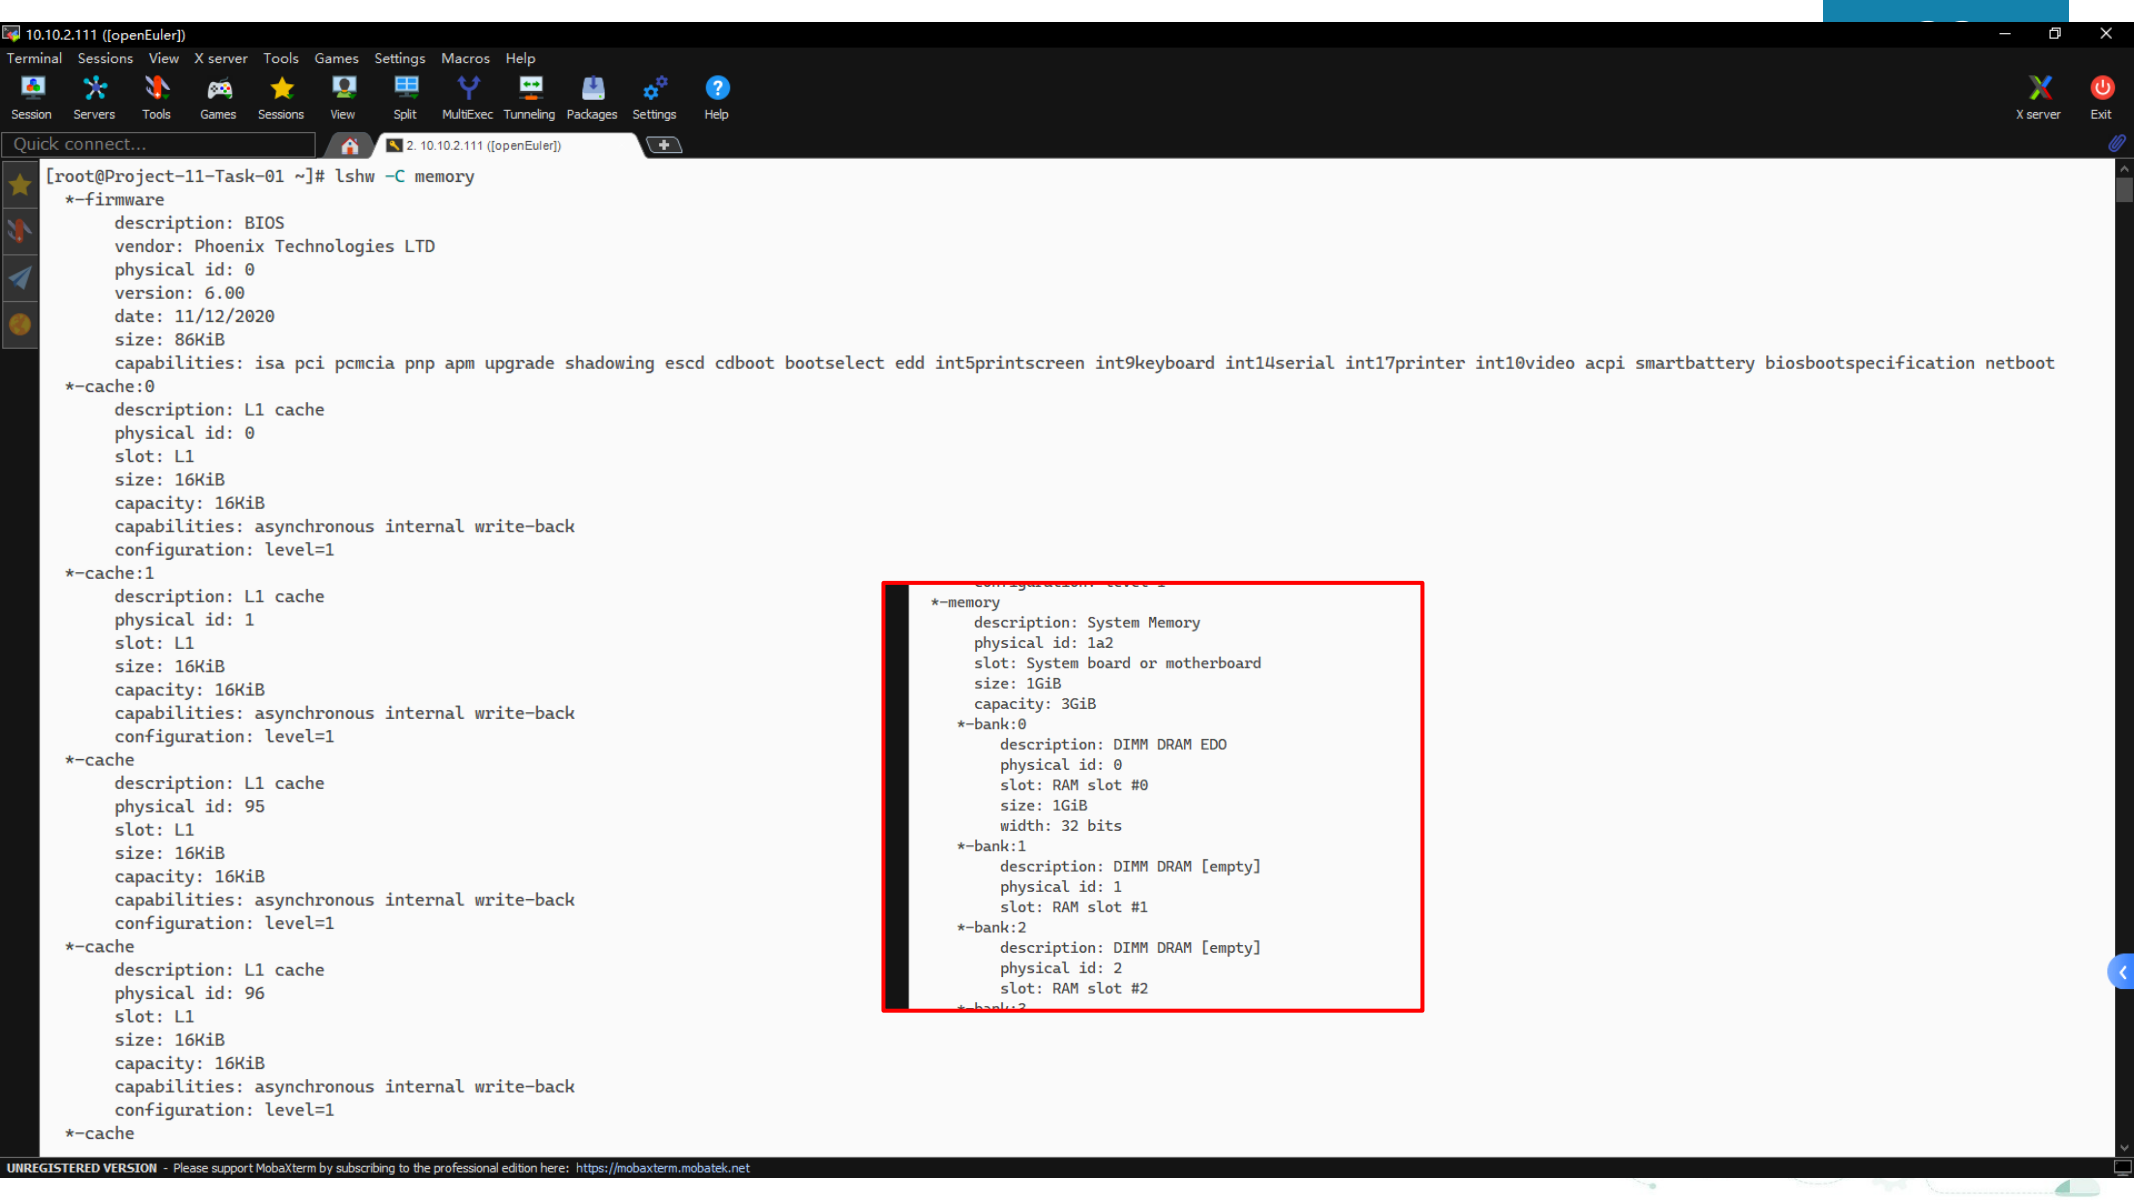 10.10.2.111 ([openEuler])
Terminal Sessions View X server Tools Games Settings Macros Help
Session Servers Tools Games Sessions View Split MultiExec Tunneling Packages Settings Help X server Exit
Quick connect...
2. 10.10.2.111 ([openEuler])
[root@Project-11-Task-01 ~]# lshw -C memory
*-firmware
description: BIOS
vendor: Phoenix Technologies LTD
physical id: 0
version: 6.00
date: 11/12/2020
size: 86KiB
capabilities: isa pci pcmcia pnp apm upgrade shadowing escd cdboot bootselect edd int5printscreen int9keyboard int14serial int17printer int10video acpi smartbattery biosbootspecification netboot
*-cache:0
description: L1 cache
physical id: 0
slot: L1
size: 16KiB
capacity: 16KiB
capabilities: asynchronous internal write-back
configuration: level=1
*-cache:1
description: L1 cache
physical id: 1
slot: L1
size: 16KiB
capacity: 16KiB
capabilities: asynchronous internal write-back
configuration: level=1
*-cache
description: L1 cache
physical id: 95
slot: L1
size: 16KiB
capacity: 16KiB
capabilities: asynchronous internal write-back
configuration: level=1
*-cache
description: L1 cache
physical id: 96
slot: L1
size: 16KiB
capacity: 16KiB
capabilities: asynchronous internal write-back
configuration: level=1
*-cache
*-memory
description: System Memory
physical id: 1a2
slot: System board or motherboard
size: 1GiB
capacity: 3GiB
*-bank:0
description: DIMM DRAM EDO
physical id: 0
slot: RAM slot #0
size: 1GiB
width: 32 bits
*-bank:1
description: DIMM DRAM [empty]
physical id: 1
slot: RAM slot #1
*-bank:2
description: DIMM DRAM [empty]
physical id: 2
slot: RAM slot #2
UNREGISTERED VERSION - Please support MobaXterm by subscribing to the professional edition here: https://mobaxterm.mobatek.net